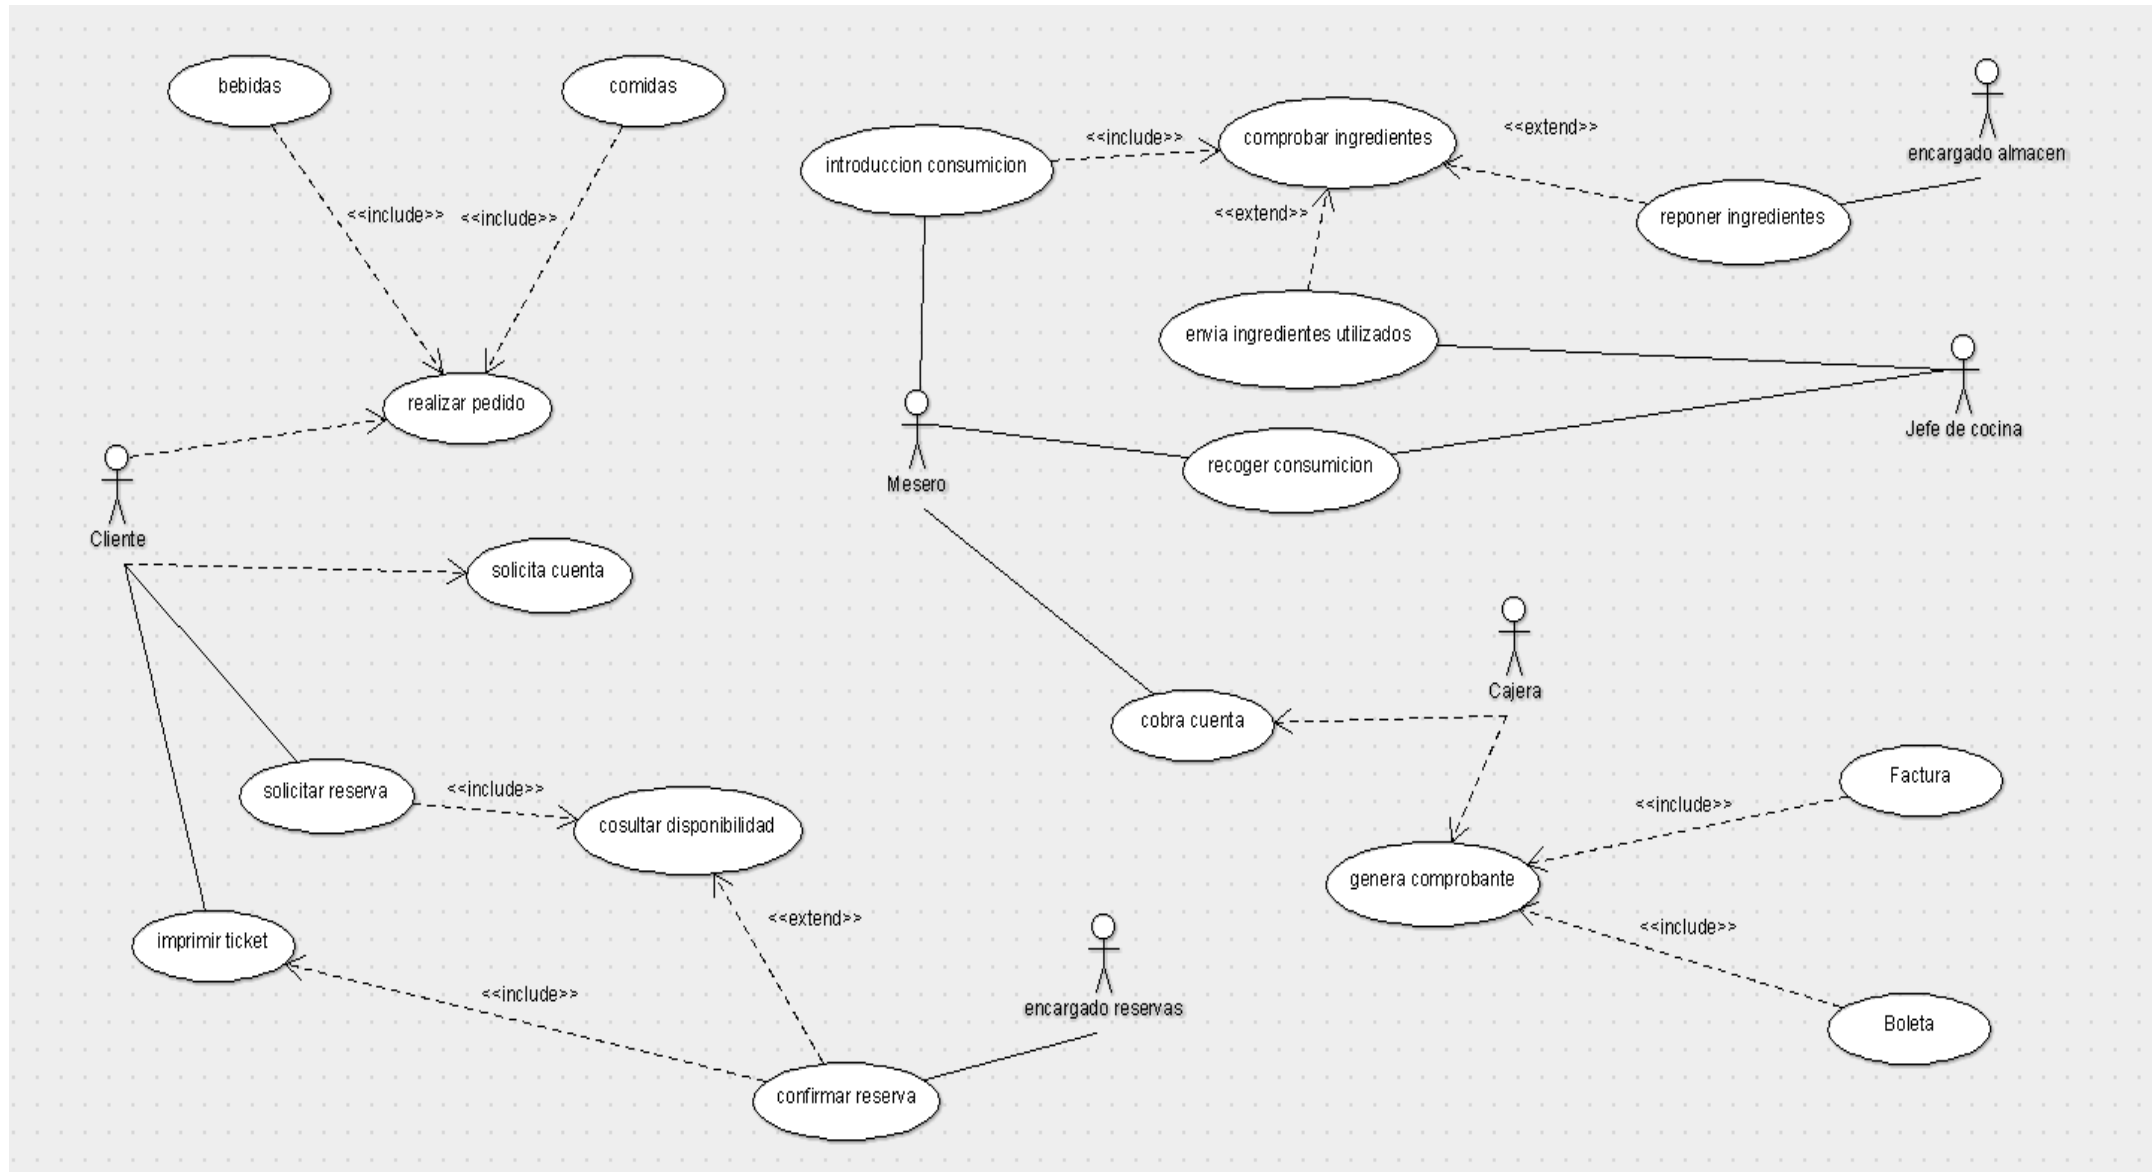 bebidas
comidas
<<include>>
<<include>>
realizar pedido
Cliente
solicita cuenta
solicitar reserva
<<include>>
cosultar disponibilidad
imprimir ticket
<<extend>>
<<include>>
encargado reservas
confirmar reserva
introduccion consumicion
<<include>>
comprobar ingredientes
<<extend>>
encargado almacen
reponer ingredientes
<<extend>>
envia ingredientes utilizados
Jefe de cocina
Mesero
recoger consumicion
Cajera
cobra cuenta
Factura
<<include>>
genera comprobante
<<include>>
Boleta